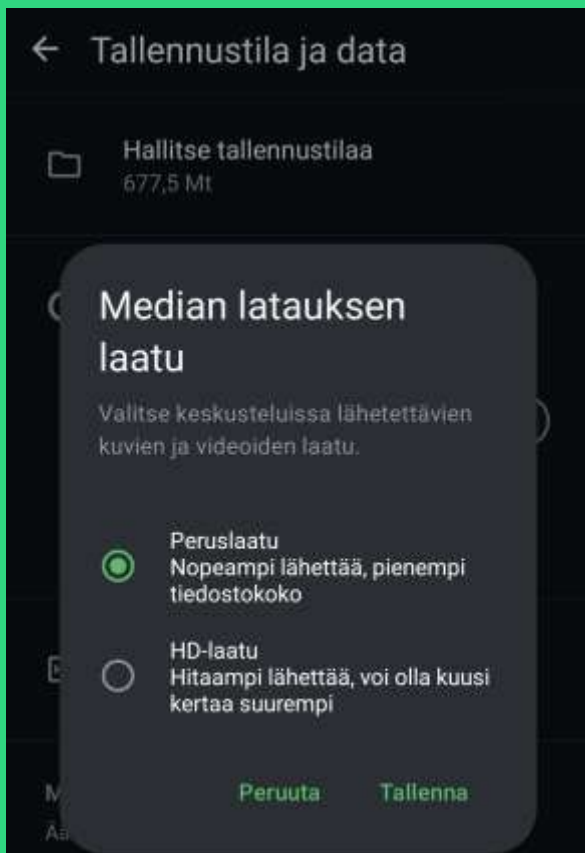 Tallennustila ja data
Hallitse tallennustilaa
677,5 Mt
Median latauksen
laatu
Valitse keskusteluissa lähetettävien
kuvien ja videoiden laatu.
Peruslaatu
Nopeampi lähettää, pienempi
tiedostokoko
HD-laatu
Hitaampi lähettää, voi olla kuusi
kertaa suurempi
Peruuta
Tallenna